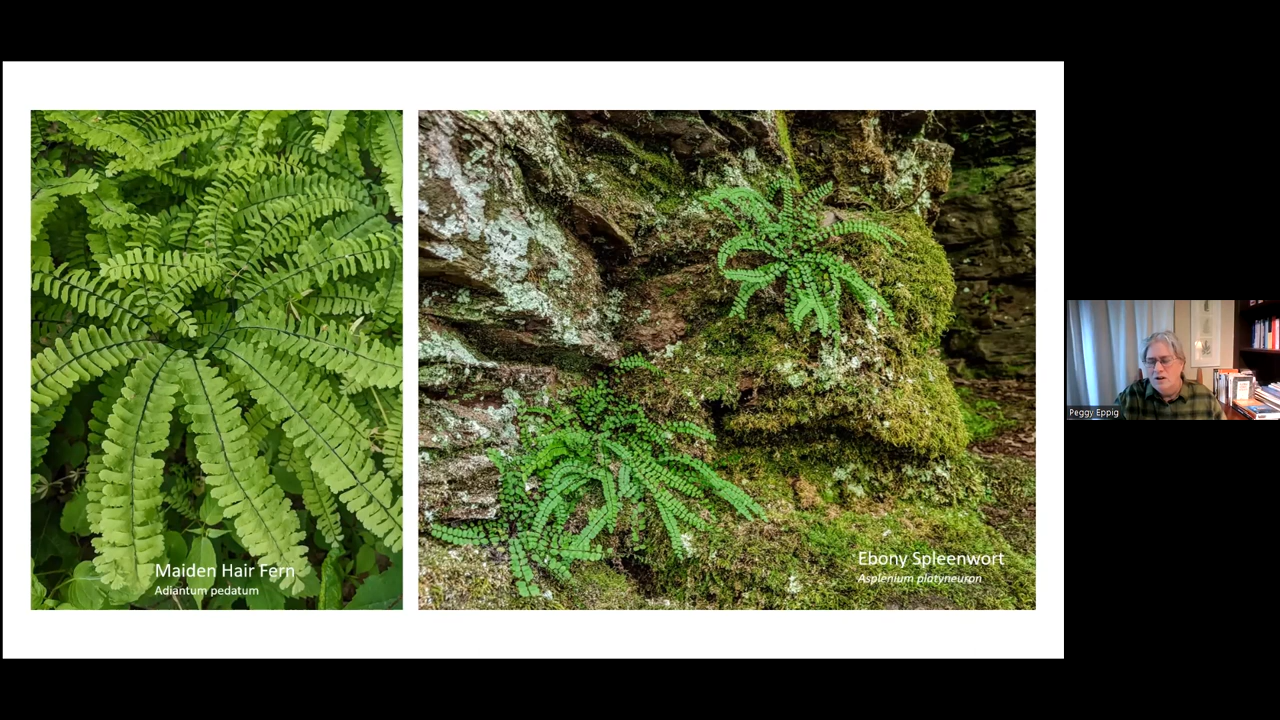 Maiden Hair Fern
Adiantum pedatum
Ebony Spleenwort
Asplenium platyneuron
Peggy Eppig